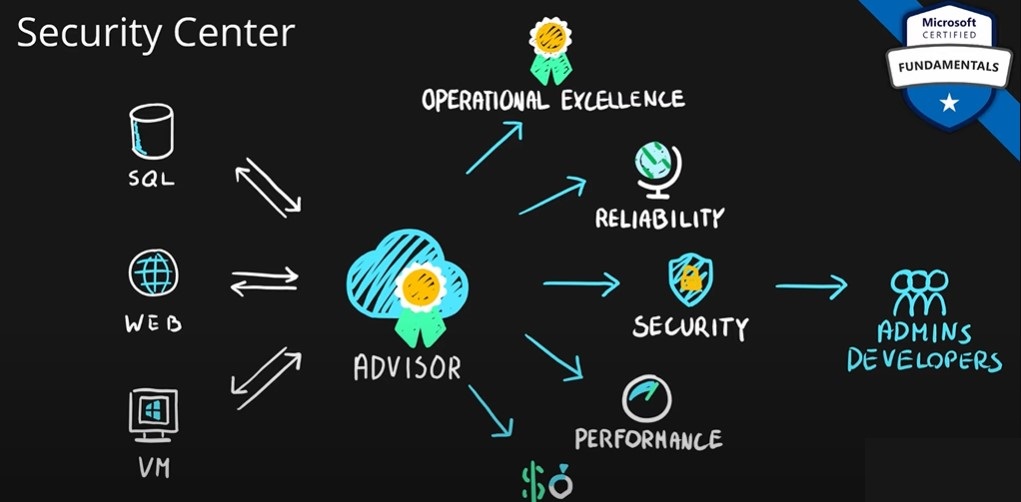 Security Center
Microsoft
CERTIFIED
FUNDAMENTALS
OPERATIONAL EXCELLENCE
SQL
RELIABILITY
WEB
SECURITY
ADMINS
DEVELOPERS
ADVISOR
PERFORMANCE
VM
$